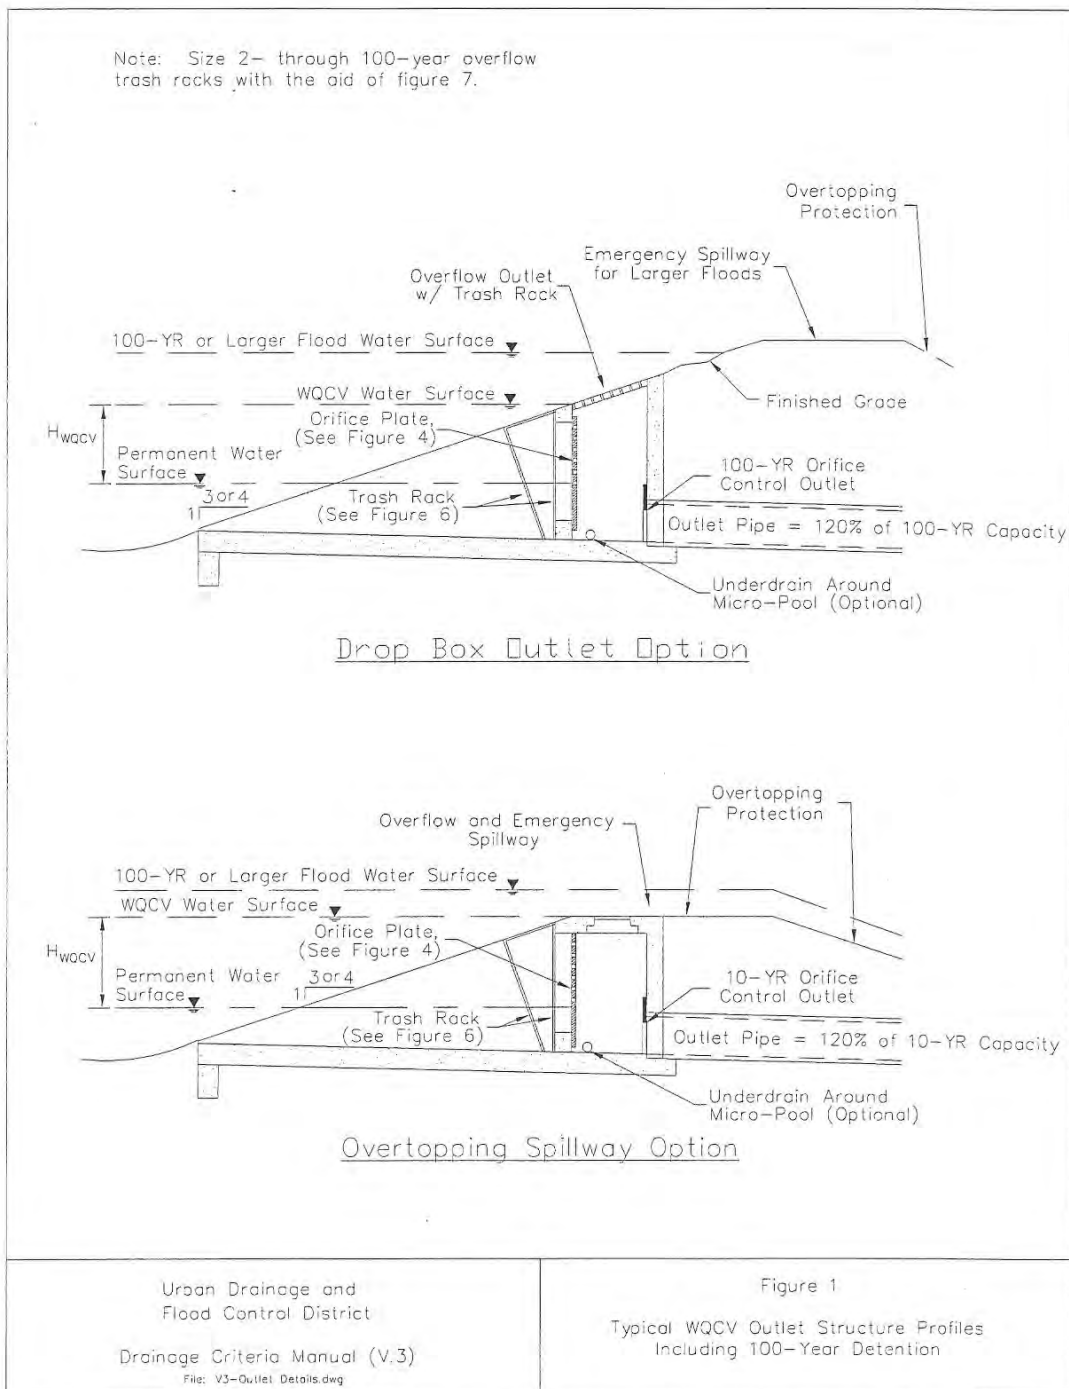 Note: Size 2- through 100-year overflow
trash racks with the aid of figure 7.
Overtopping
Protection
Emergency Spillway
for Larger Floods
Overflow Outlet
w/ Trash Rack
100-YR or Larger Flood Water Surface
WQCV Water Surface
Orifice Plate,
(See Figure 4)
Finished Grace
HWQCV
Permanent Water
Surface
3or4
1
Trash Rack
(See Figure 6)
100-YR Orifice
Control Outlet
Outlet Pipe = 120% of 100-YR Capacity
Underdrain Around
Micro-Pool (Optional)
Drop Box Outlet Option
Overtopping
Protection
Overflow and Emergency
Spillway
100-YR or Larger Flood Water Surface
WQCV Water Surface
Orifice Plate,
(See Figure 4)
HWQCV
Permanent Water
Surface
3or4
1
Trash Rack
(See Figure 6)
10-YR Orifice
Control Outlet
Outlet Pipe = 120% of 10-YR Capacity
Underdrain Around
Micro-Pool (Optional)
Overtopping Spillway Option
Urban Drainage and
Flood Control District
Drainage Criteria Manual (V.3)
File: V3-Outlet Details.dwg
Figure 1
Typical WQCV Outlet Structure Profiles
Including 100-Year Detention